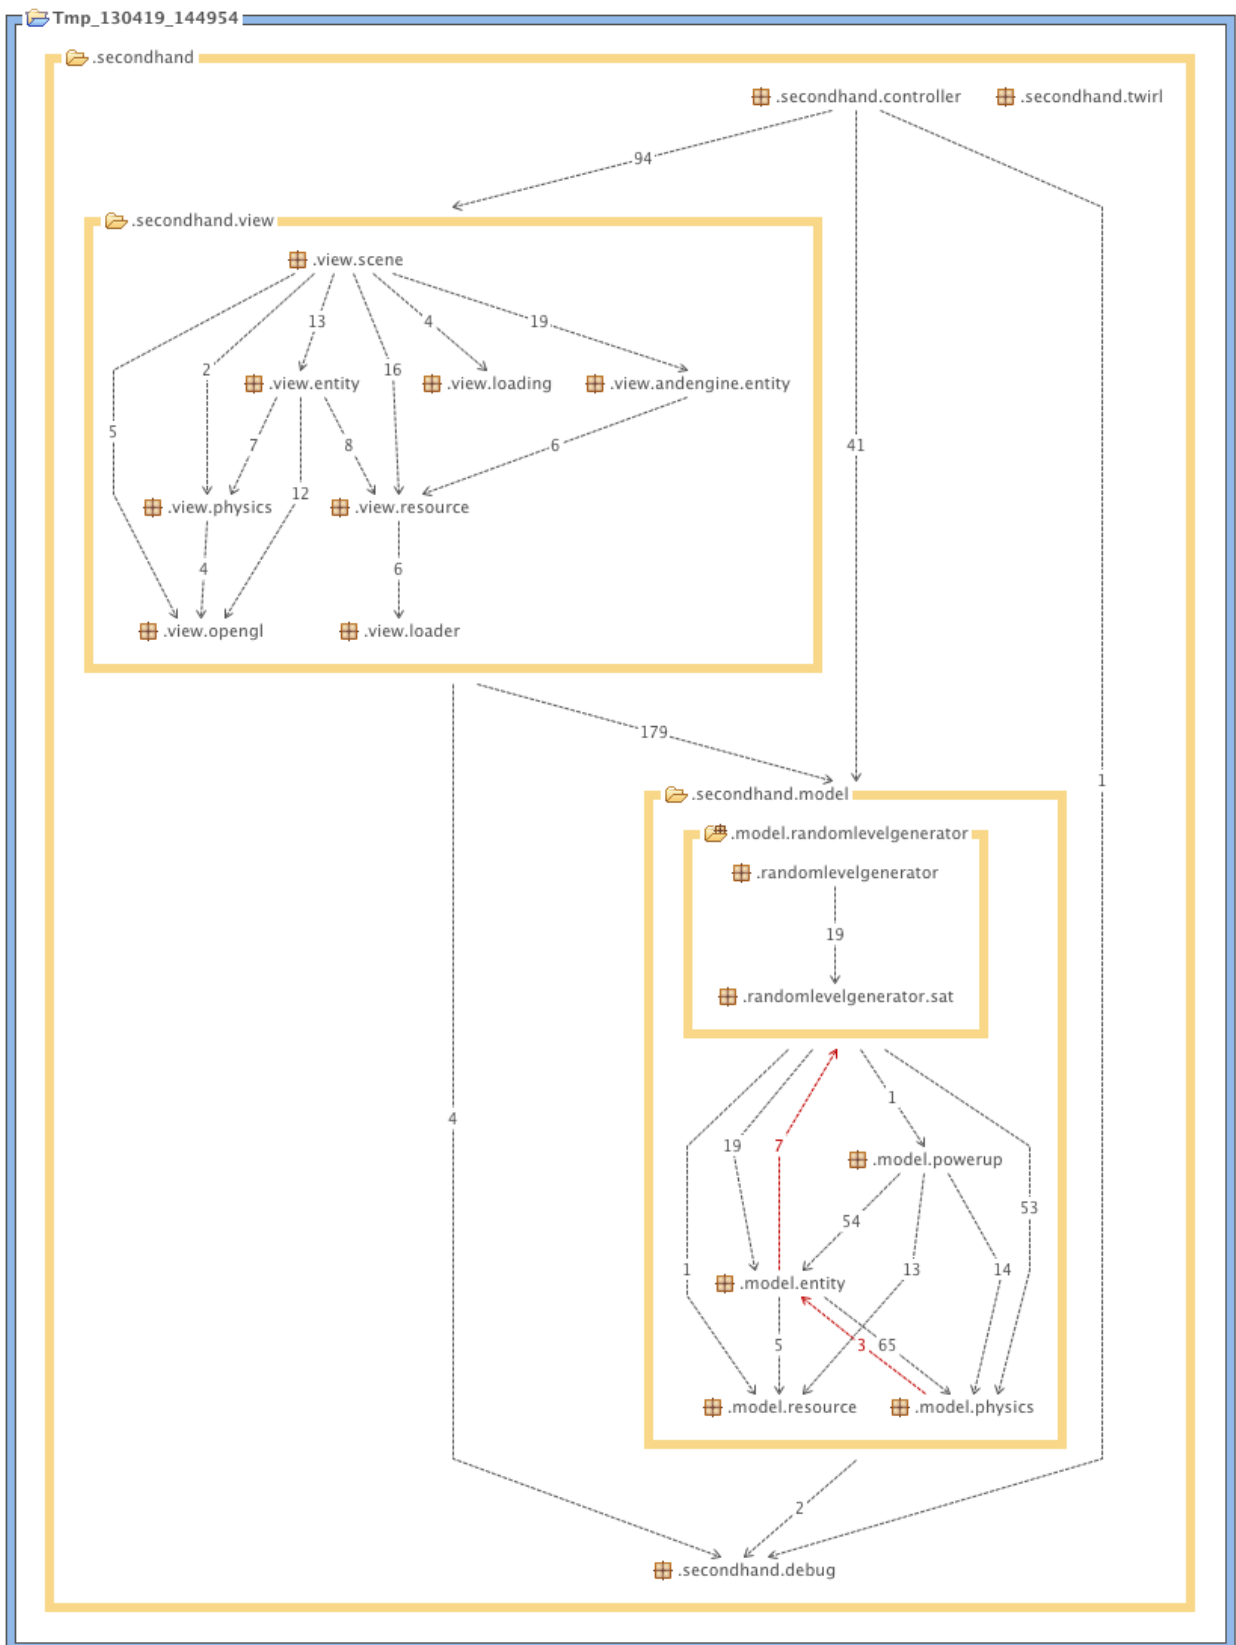 Tmp_130419_144954
.secondhand
.secondhand.controller .secondhand.twirl
94
.secondhand.view
.view.scene
13 4 19
2 16
.view.entity .view.loading .view.andengine.entity
5
7 8 6 41
12
.view.physics .view.resource
4 6
.view.opengl .view.loader
179
1
.secondhand.model
.model.randomlevelgenerator
.randomlevelgenerator
19
.randomlevelgenerator.sat
1
4
19 7
.model.powerup
53
54
1 13 14
.model.entity
5 3 65
.model.resource .model.physics
2
.secondhand.debug